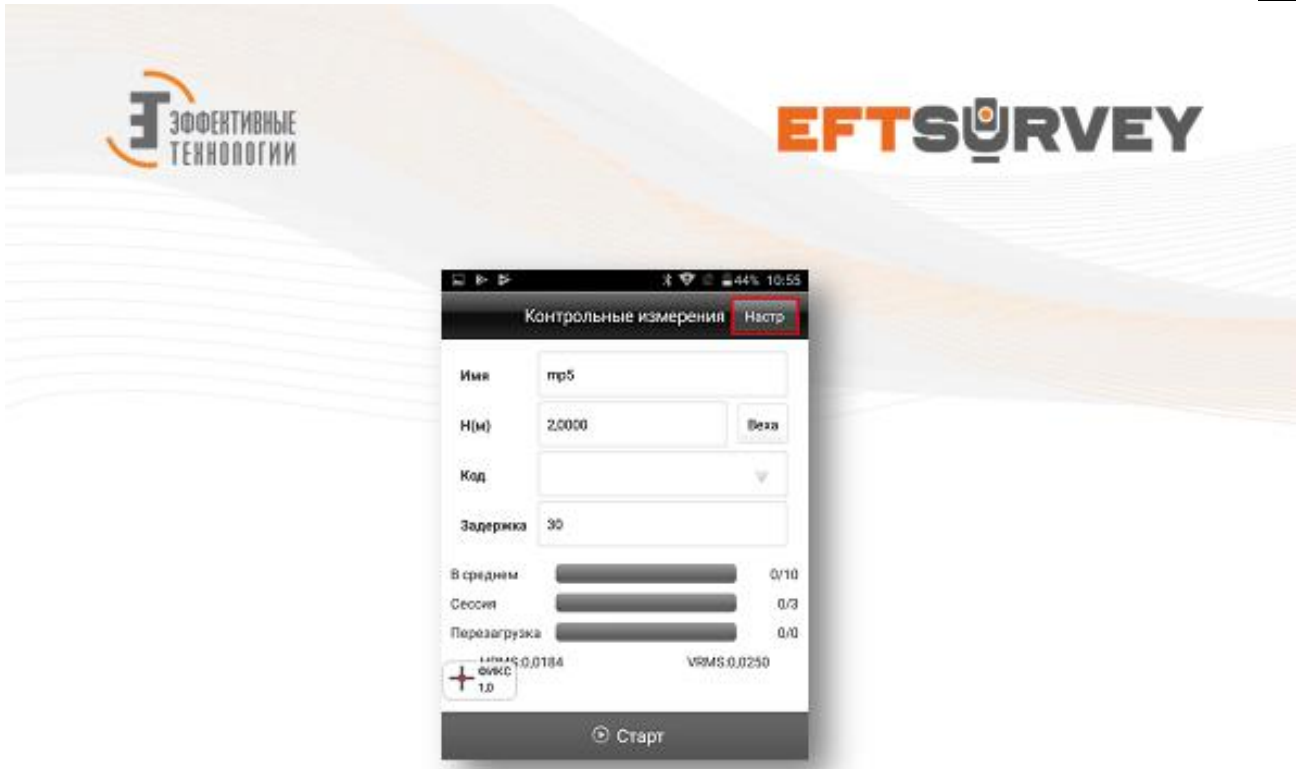 ЭФФЕКТИВНЫЕ
ТЕХНОЛОГИИ
EFTSURVEY
44% 10:55
Контрольные измерения Настр
Имя mp5
H(м) 2,0000 Веха
Код
Задержка 30
В среднем 0/10
Сессия 0/3
Перезагрузка 0/0
HRMS:0,0184 VRMS:0,0250
ФИКС
1,0
Старт